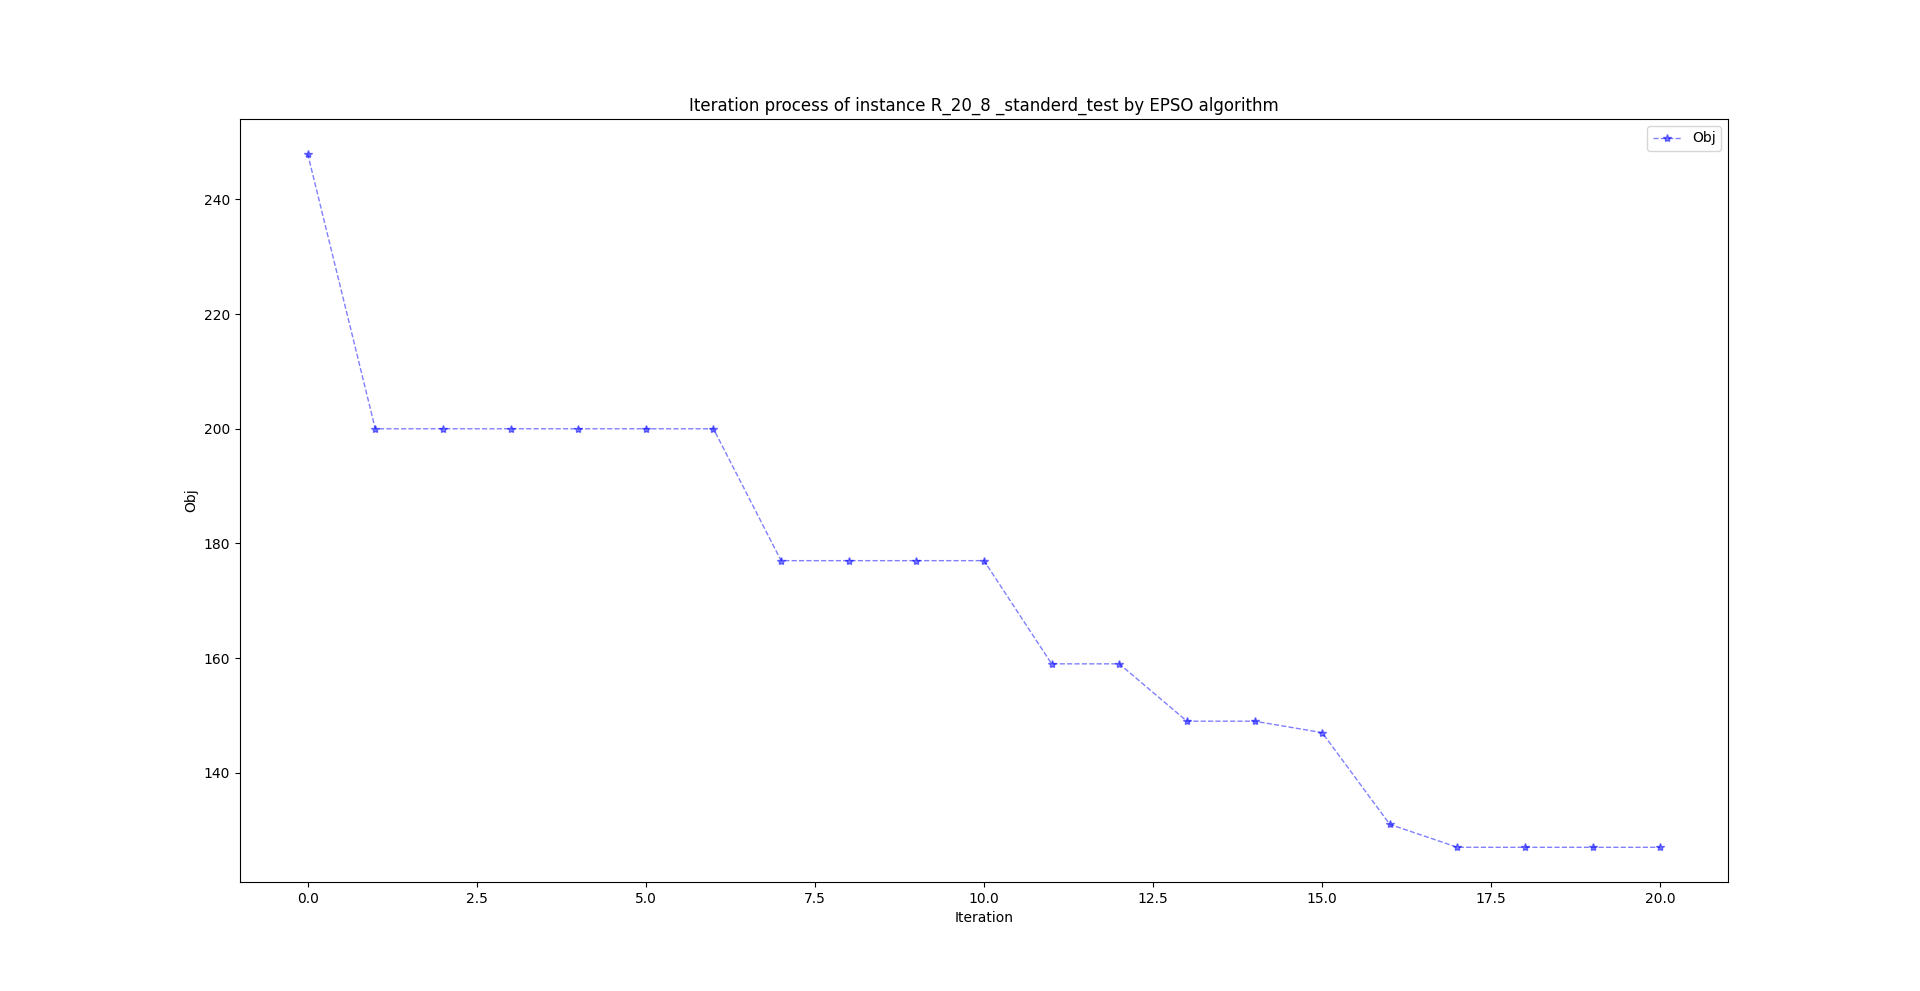 Iteration process of instance R_20_8 _standerd_test by EPSO algorithm
Obj
240
220
200
180
160
140
Obj
0.0 2.5 5.0 7.5 10.0 12.5 15.0 17.5 20.0
Iteration